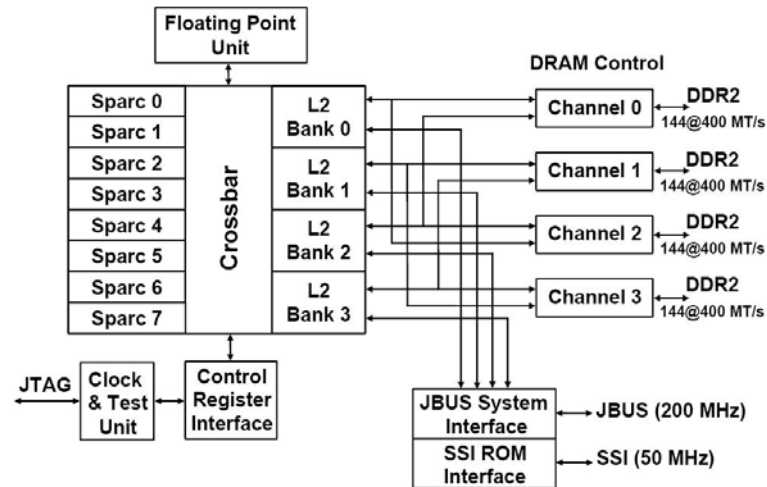 Floating Point
Unit
DRAM Control
Sparc 0
Sparc 1
Sparc 2
Sparc 3
Sparc 4
Sparc 5
Sparc 6
Sparc 7
Crossbar
L2
Bank 0
L2
Bank 1
L2
Bank 2
L2
Bank 3
Channel 0
DDR2
144@400 MT/s
Channel 1
DDR2
144@400 MT/s
Channel 2
DDR2
144@400 MT/s
Channel 3
DDR2
144@400 MT/s
JTAG
Clock
& Test
Unit
Control
Register
Interface
JBUS System
Interface
JBUS (200 MHz)
SSI ROM
Interface
SSI (50 MHz)